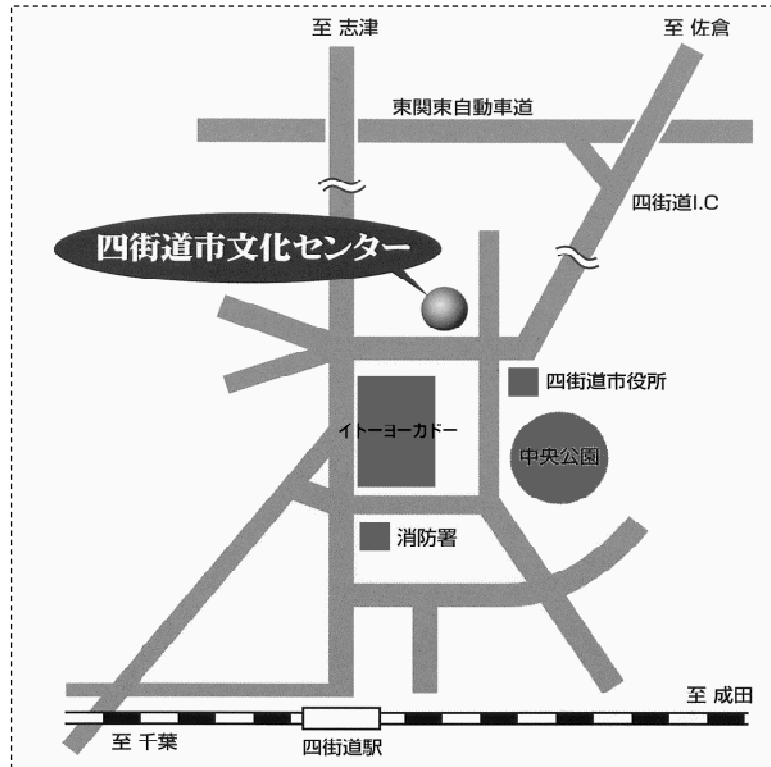 至 志津
至 佐倉
東関東自動車道
四街道I.C
四街道市文化センター
四街道市役所
イトーヨーカドー
中央公園
消防署
至 成田
至 千葉
四街道駅